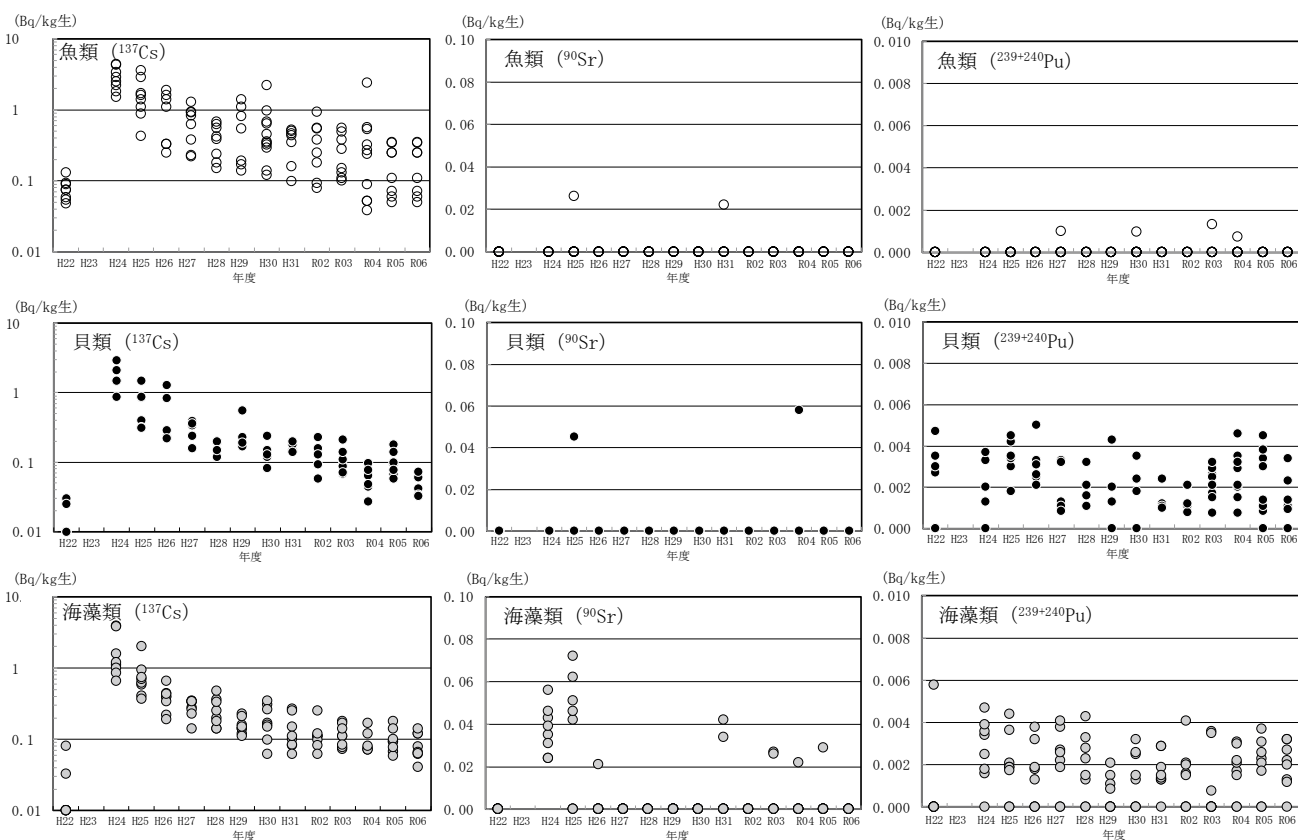 (Bq/kg生)
10
1
0.1
0.01
魚類 (¹³⁷Cs)
H22 H23 H24 H25 H26 H27 H28 H29 H30 H31 R02 R03 R04 R05 R06
年度
(Bq/kg生)
0.10
0.08
0.06
0.04
0.02
0.00
魚類 (⁹⁰Sr)
H22 H23 H24 H25 H26 H27 H28 H29 H30 H31 R02 R03 R04 R05 R06
年度
(Bq/kg生)
0.010
0.008
0.006
0.004
0.002
0.000
魚類 (²³⁹⁺²⁴⁰Pu)
H22 H23 H24 H25 H26 H27 H28 H29 H30 H31 R02 R03 R04 R05 R06
年度
(Bq/kg生)
10
1
0.1
0.01
貝類 (¹³⁷Cs)
H22 H23 H24 H25 H26 H27 H28 H29 H30 H31 R02 R03 R04 R05 R06
年度
(Bq/kg生)
0.10
0.08
0.06
0.04
0.02
0.00
貝類 (⁹⁰Sr)
H22 H23 H24 H25 H26 H27 H28 H29 H30 H31 R02 R03 R04 R05 R06
年度
(Bq/kg生)
0.010
0.008
0.006
0.004
0.002
0.000
貝類 (²³⁹⁺²⁴⁰Pu)
H22 H23 H24 H25 H26 H27 H28 H29 H30 H31 R02 R03 R04 R05 R06
年度
(Bq/kg生)
10.
1
0.1
0.01
海藻類 (¹³⁷Cs)
H22 H23 H24 H25 H26 H27 H28 H29 H30 H31 R02 R03 R04 R05 R06
年度
(Bq/kg生)
0.10
0.08
0.06
0.04
0.02
0.00
海藻類 (⁹⁰Sr)
H22 H23 H24 H25 H26 H27 H28 H29 H30 H31 R02 R03 R04 R05 R06
年度
(Bq/kg生)
0.010
0.008
0.006
0.004
0.002
0.000
海藻類 (²³⁹⁺²⁴⁰Pu)
H22 H23 H24 H25 H26 H27 H28 H29 H30 H31 R02 R03 R04 R05 R06
年度